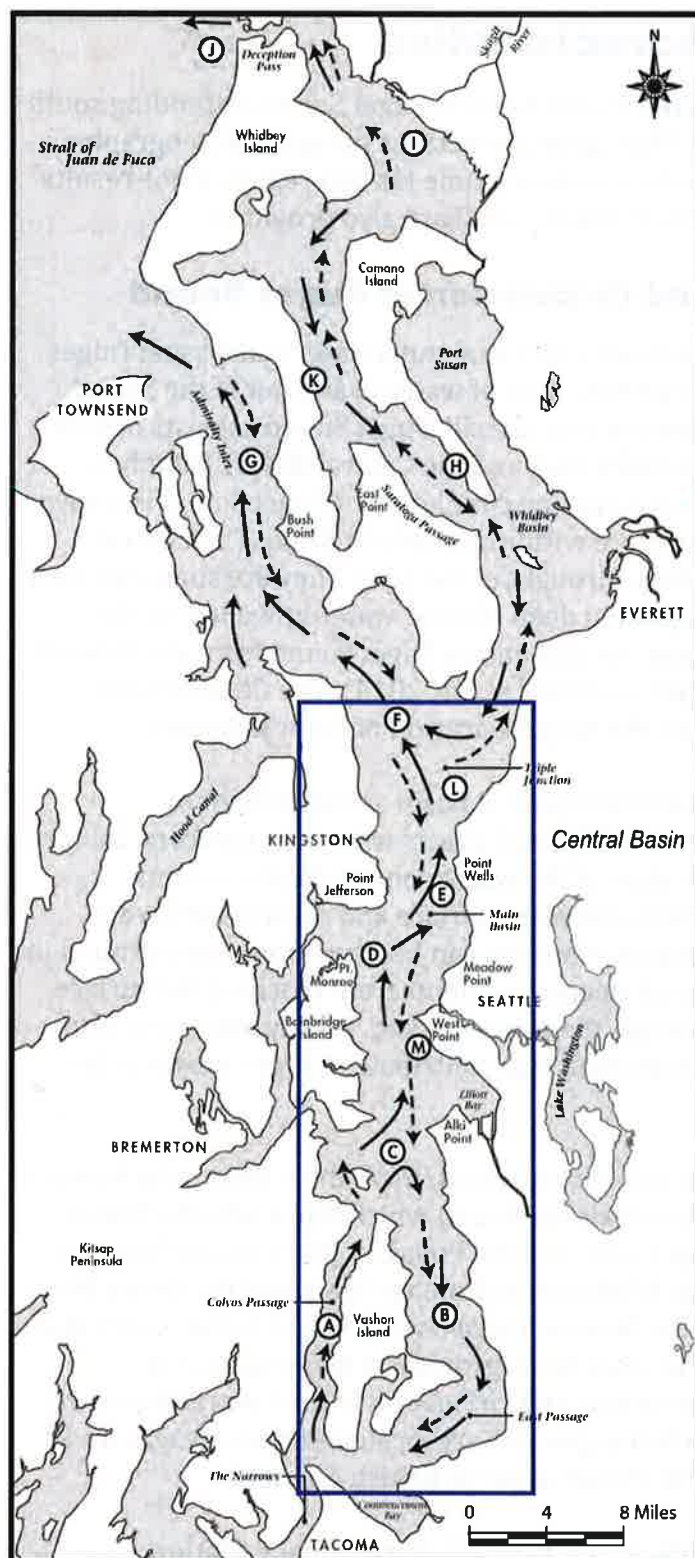 J
Deception
Pass
Skagit
River
N
Whidbey
Island
Strait of
Juan de Fuca
I
Camano
Island
Port
Susan
K
PORT
TOWNSEND
Admiralty Inlet
G
H
East
Point
Saratoga Passage
Whidbey
Basin
Bush
Point
EVERETT
F
Triple
Junction
L
Hood Canal
KINGSTON
Central Basin
Point
Jefferson
Point
Wells
E
Main
Basin
D
Pt.
Monroe
Meadow
Point
SEATTLE
Bainbridge
Island
West
Point
M
Lake Washington
Elliott
Bay
Alki
Point
BREMERTON
C
Kitsap
Peninsula
Colvos Passage
A
Vashon
Island
B
East Passage
The Narrows
Commencement
Bay
TACOMA
0 4 8 Miles